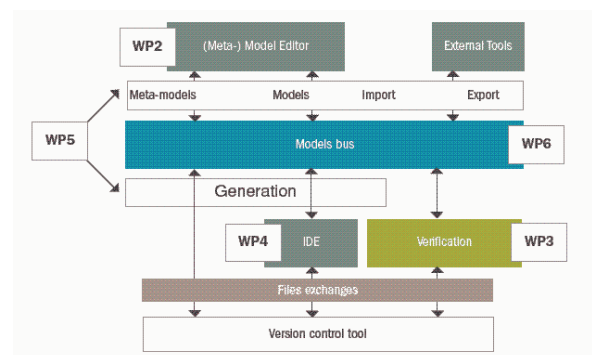 WP2
(Meta-) Model Editor
External Tools
Meta-models
Models
Import
Export
WP5
Models bus
WP6
Generation
WP4
IDE
Verification
WP3
Files exchanges
Version control tool